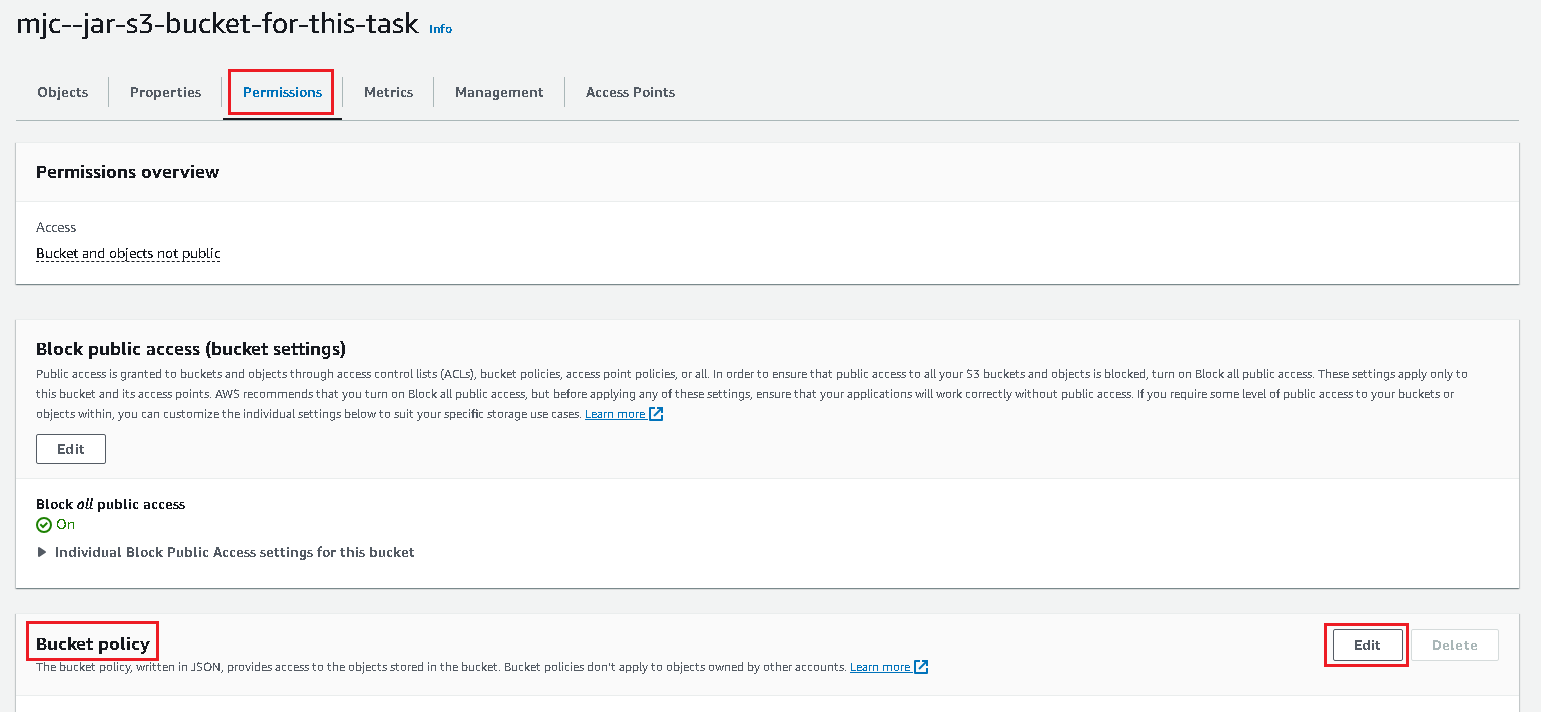 mjc--jar-s3-bucket-for-this-task Info
Objects Properties Permissions Metrics Management Access Points
Permissions overview
Access
Bucket and objects not public
Block public access (bucket settings)
Public access is granted to buckets and objects through access control lists (ACLs), bucket policies, access point policies, or all. In order to ensure that public access to all your S3 buckets and objects is blocked, turn on Block all public access. These settings apply only to
this bucket and its access points. AWS recommends that you turn on Block all public access, but before applying any of these settings, ensure that your applications will work correctly without public access. If you require some level of public access to your buckets or
objects within, you can customize the individual settings below to suit your specific storage use cases. Learn more
Edit
Block all public access
On
Individual Block Public Access settings for this bucket
Bucket policy
Edit Delete
The bucket policy, written in JSON, provides access to the objects stored in the bucket. Bucket policies don't apply to objects owned by other accounts. Learn more